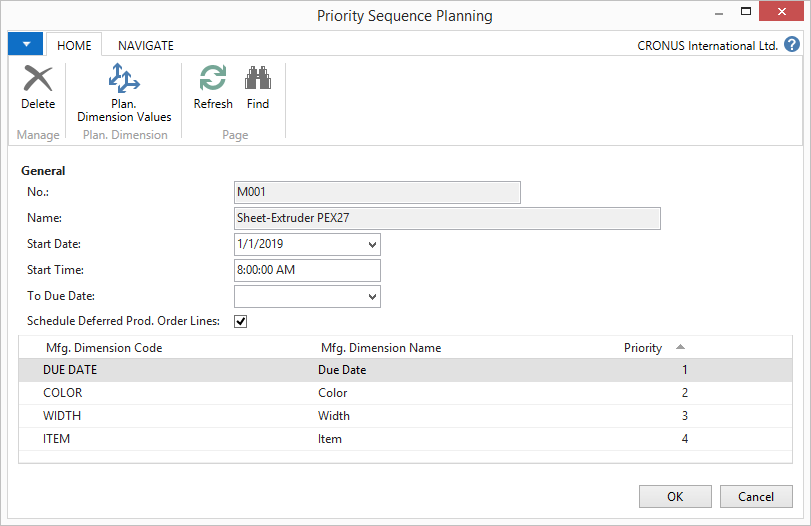 Priority Sequence Planning
HOME NAVIGATE CRONUS International Ltd. ?
Delete Plan. Dimension Values Refresh Find
Manage Plan. Dimension Page
General
No.: M001
Name: Sheet-Extruder PEX27
Start Date: 1/1/2019
Start Time: 8:00:00 AM
To Due Date:
Schedule Deferred Prod. Order Lines:
Mfg. Dimension Code Mfg. Dimension Name Priority
DUE DATE Due Date 1
COLOR Color 2
WIDTH Width 3
ITEM Item 4
OK Cancel